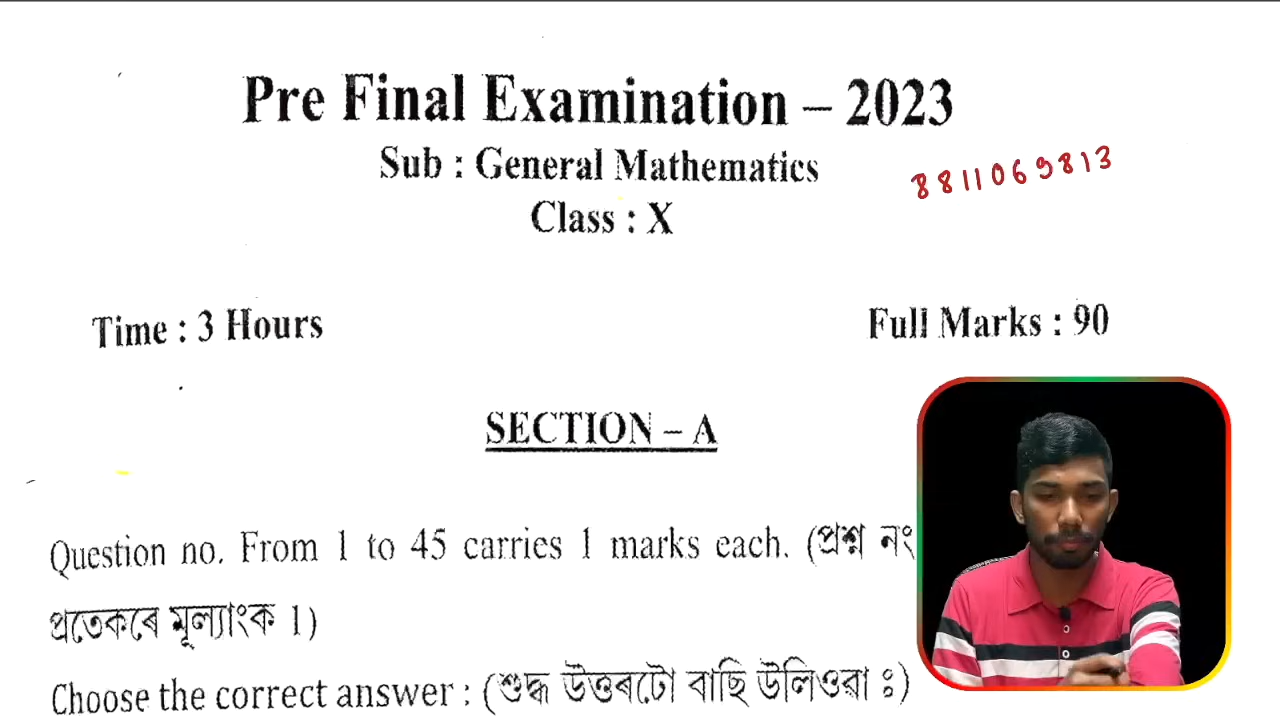 Pre Final Examination – 2023
Sub : General Mathematics
8811069813
Class : X
Time : 3 Hours
Full Marks : 90
SECTION – A
Question no. From 1 to 45 carries 1 marks each. (প্ৰশ্ন নং
প্ৰতেকৰে মূল্যাংক 1)
Choose the correct answer : (শুদ্ধ উত্তৰটো বাছি উলিওৱা ঃ)